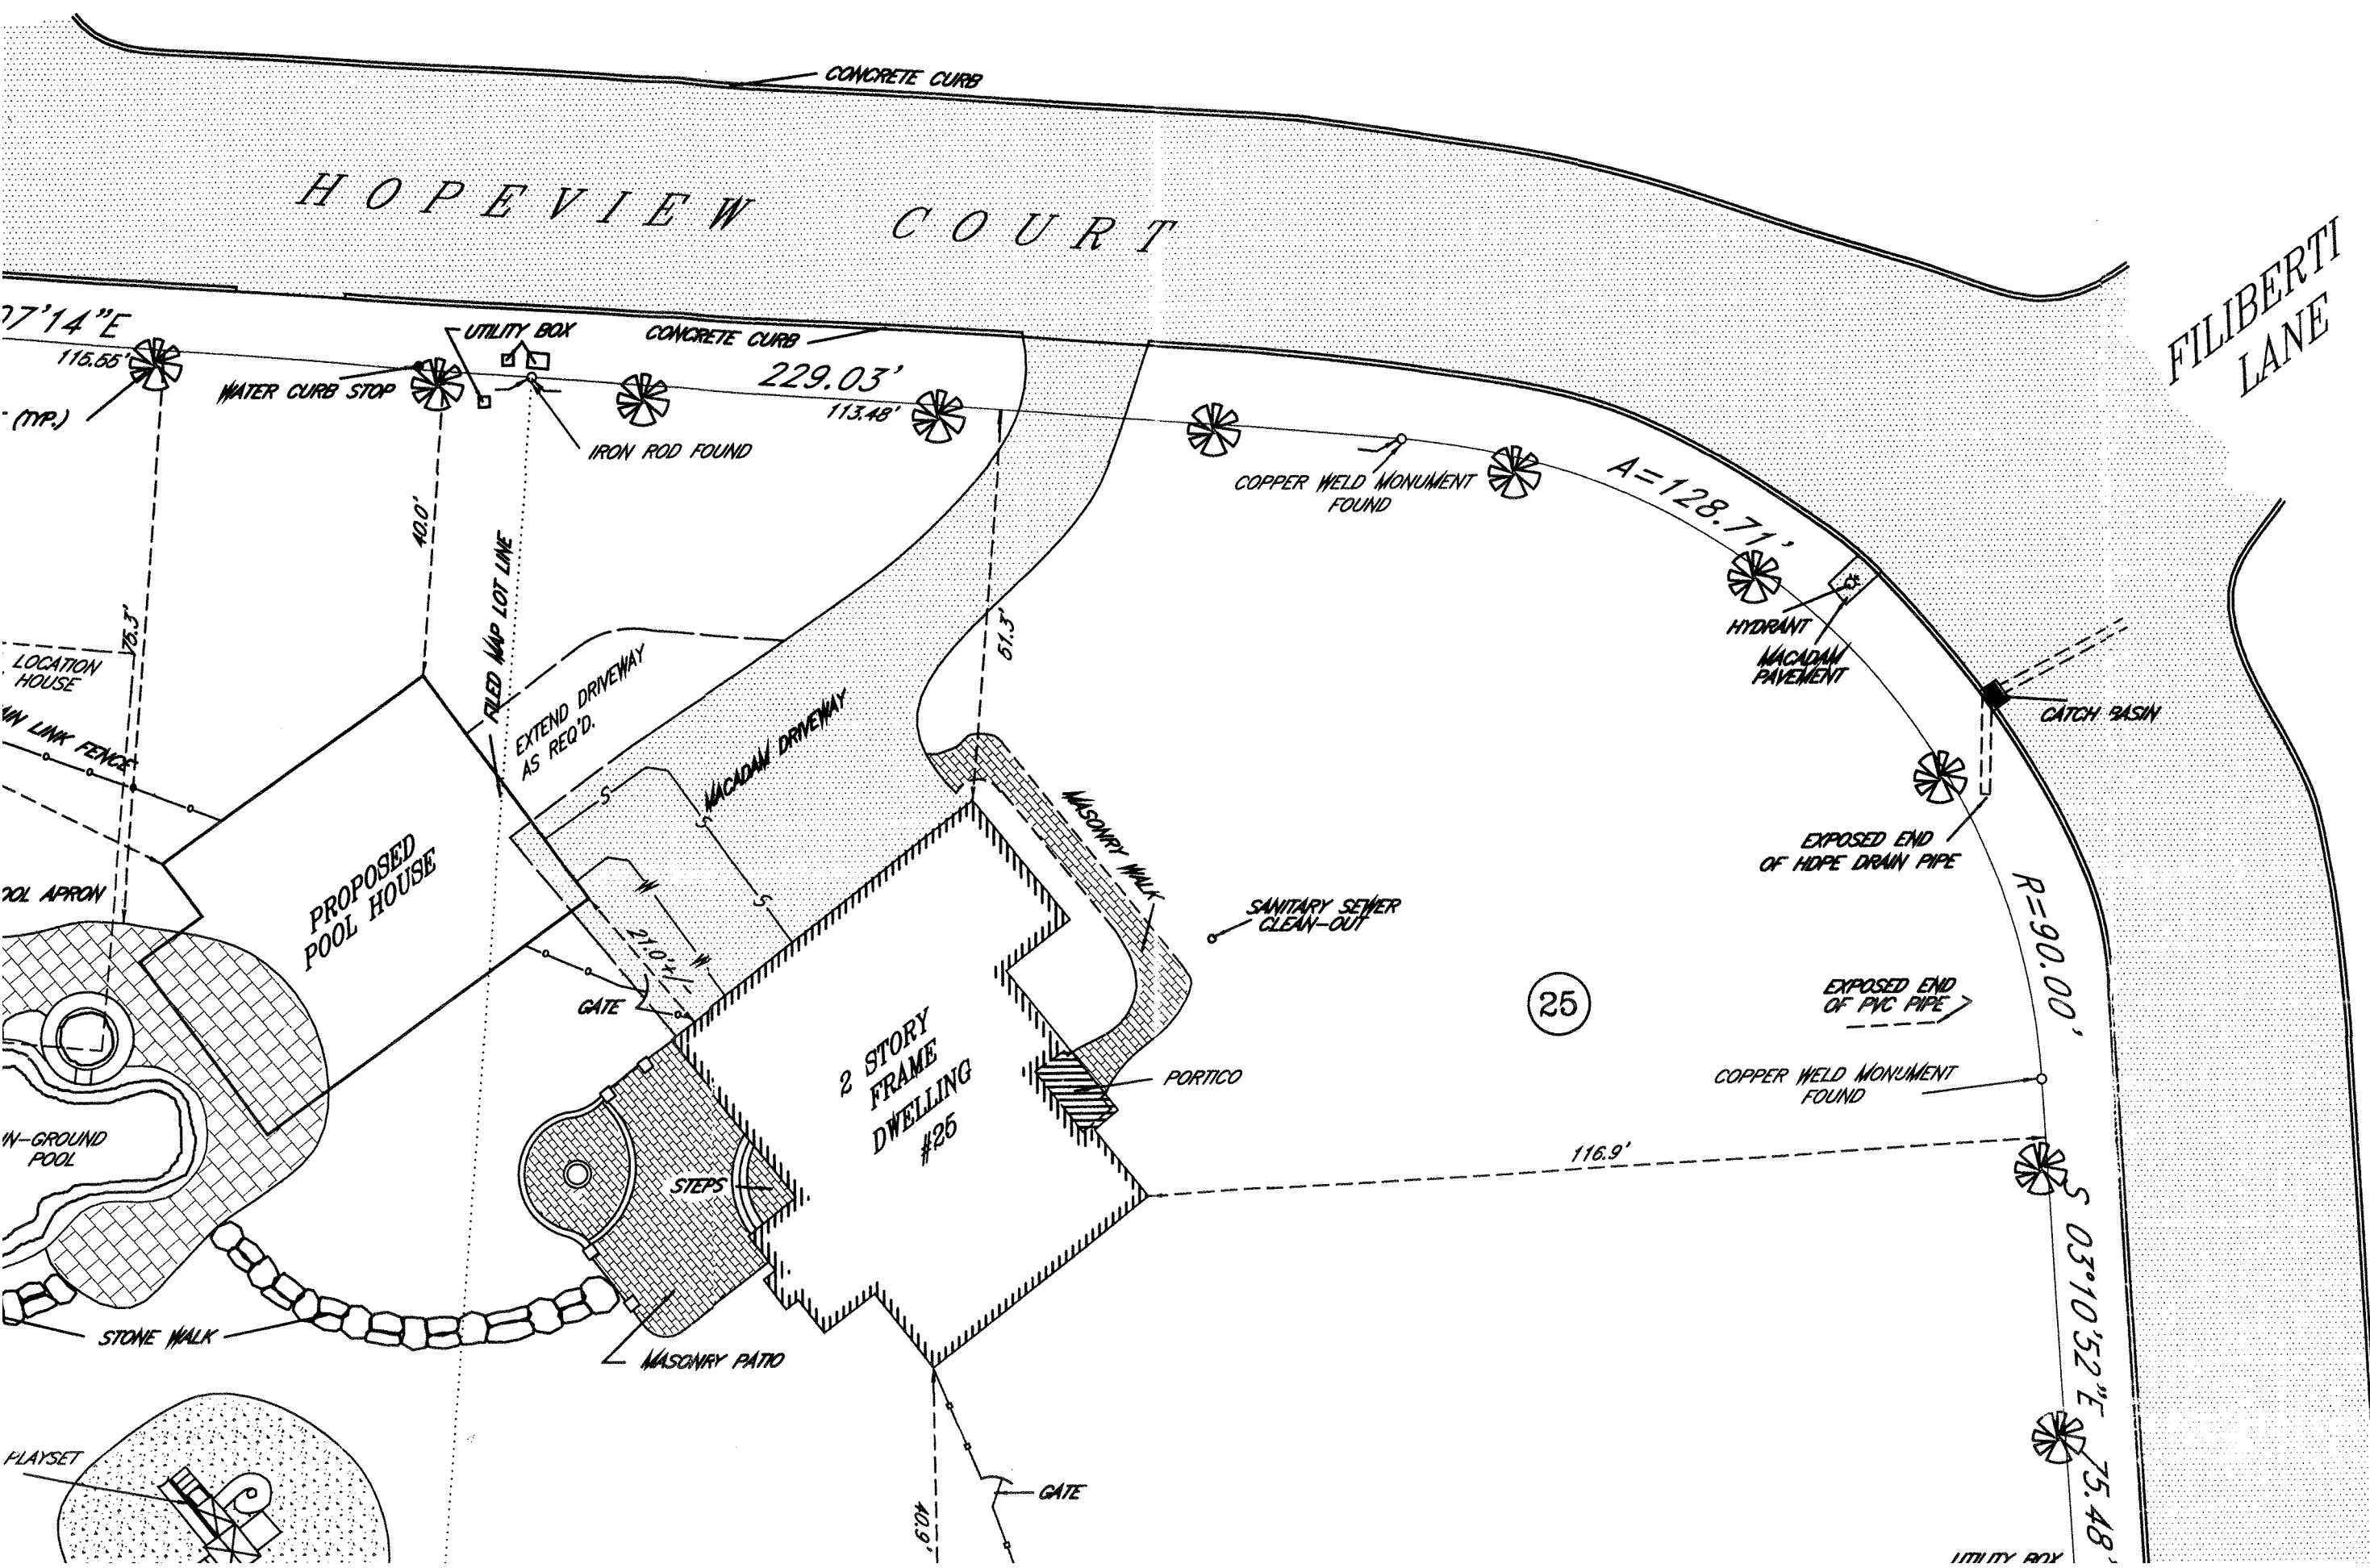 CONCRETE CURB
HOPEVIEW COURT
FILIBERTI
LANE
07'14"E
115.55'
UTILITY BOX
CONCRETE CURB
WATER CURB STOP
229.03'
113.48'
(TYP.)
IRON ROD FOUND
COPPER WELD MONUMENT
FOUND
A=128.71'
40.0'
FILED MAP LOT LINE
75.3'
51.3'
HYDRANT
MACADAM
PAVEMENT
CATCH BASIN
LOCATION
HOUSE
LINK FENCE
EXTEND DRIVEWAY
AS REQ'D.
MACADAM DRIVEWAY
S
S
S
MASONRY WALK
EXPOSED END
OF HDPE DRAIN PIPE
APRON
PROPOSED
POOL HOUSE
W
W
21.0'±
GATE
SANITARY SEWER
CLEAN-OUT
R=90.00'
25
EXPOSED END
OF PVC PIPE
2 STORY
FRAME
DWELLING
#25
PORTICO
COPPER WELD MONUMENT
FOUND
IN-GROUND
POOL
STEPS
116.9'
S 03°10'52"E 75.48'
STONE WALK
MASONRY PATIO
PLAYSET
GATE
40.9'
UTILITY BOX